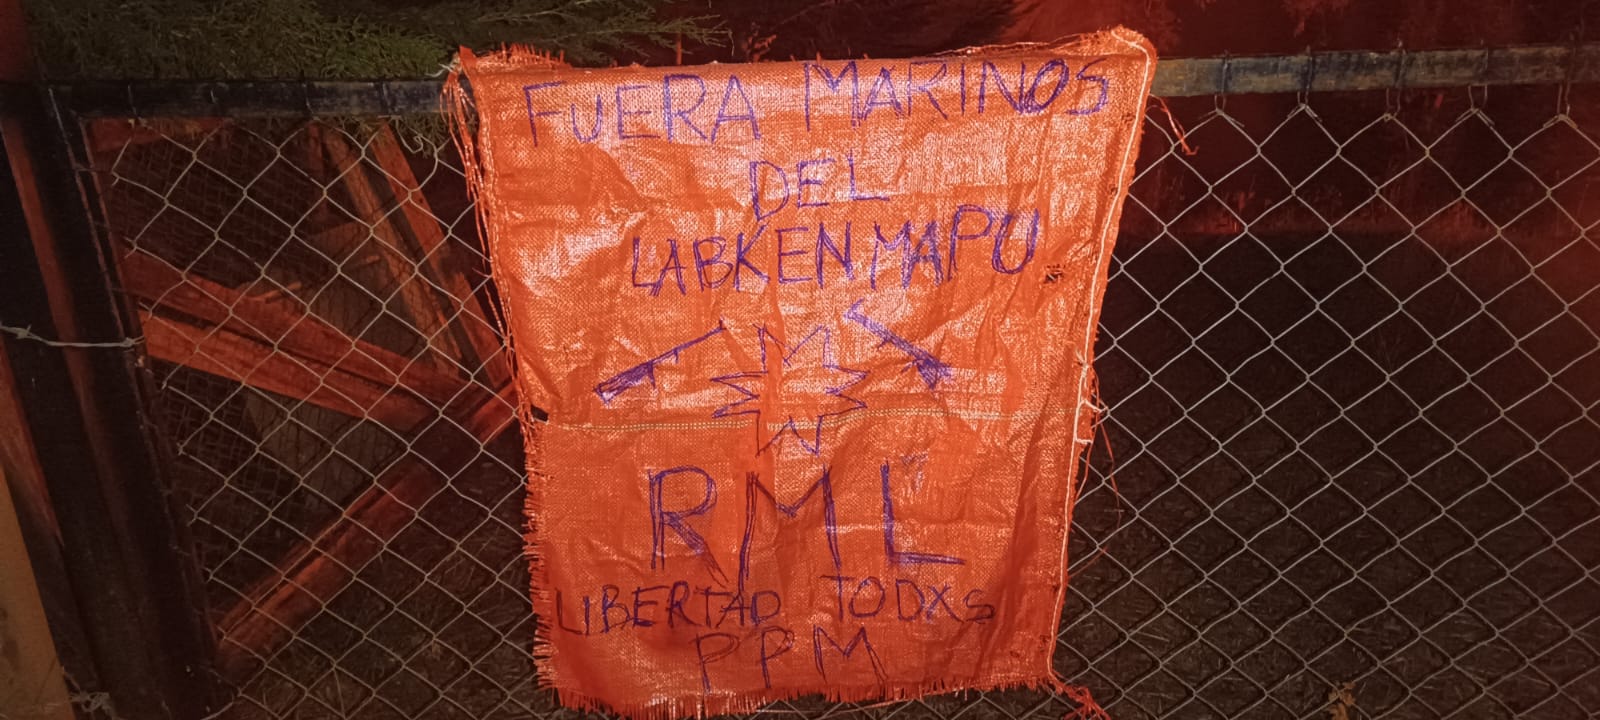 FUERA MARINOS
DEL
LABKEN MAPU
RML
LIBERTAD TODXS
PPM